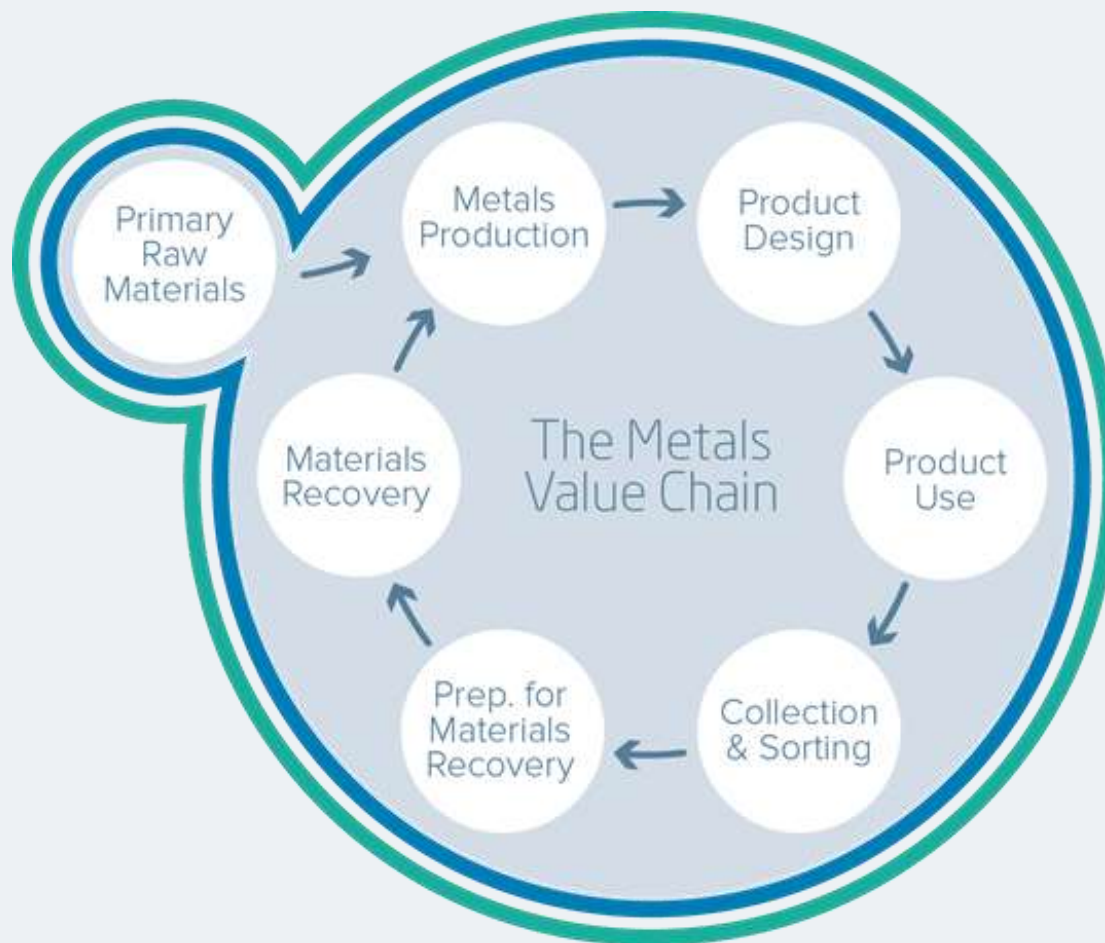 Primary
Raw
Materials
Metals
Production
Product
Design
Product
Use
Collection
& Sorting
Prep. for
Materials
Recovery
Materials
Recovery
The Metals
Value Chain